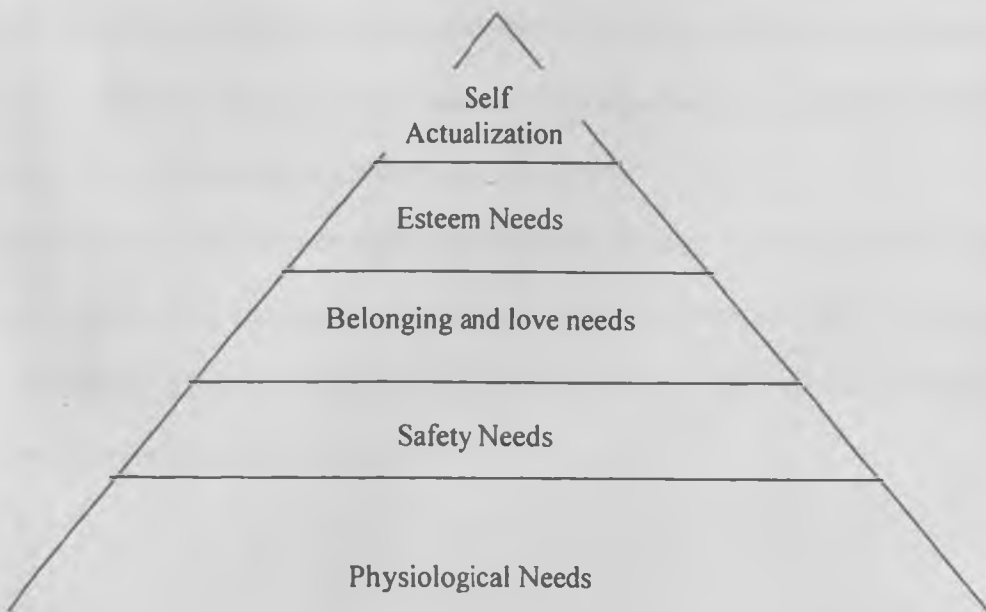 Self
Actualization
Esteem Needs
Belonging and love needs
Safety Needs
Physiological Needs